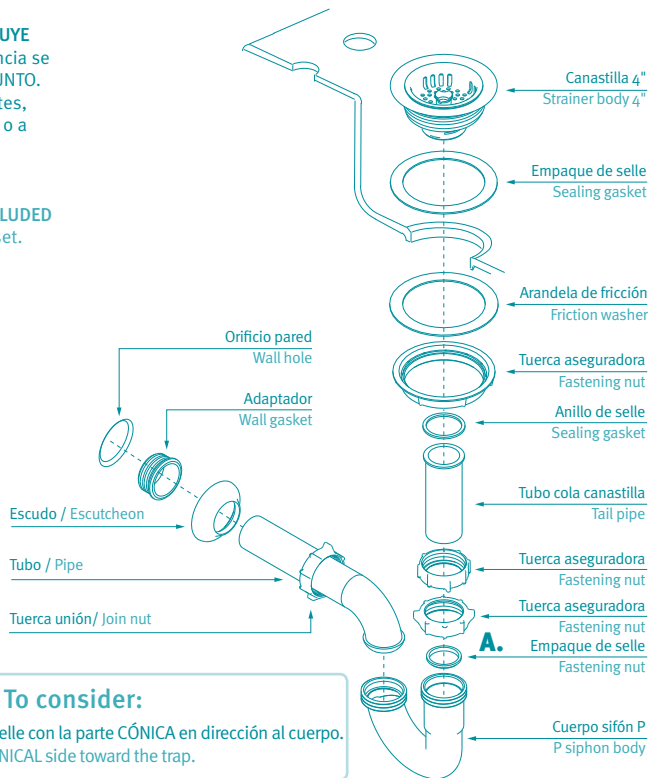 UYE
ncia se
UNTO.
tes,
o a
LUDED
set.
Canastilla 4"
Strainer body 4"
Empaque de selle
Sealing gasket
Arandela de fricción
Friction washer
Orificio pared
Wall hole
Tuerca aseguradora
Fastening nut
Adaptador
Wall gasket
Anillo de selle
Sealing gasket
Escudo / Escutcheon
Tubo cola canastilla
Tail pipe
Tubo / Pipe
Tuerca aseguradora
Fastening nut
Tuerca unión/ Join nut
Tuerca aseguradora
Fastening nut
A.
Empaque de selle
Fastening nut
Cuerpo sifón P
P siphon body
To consider:
elle con la parte CÓNICA en dirección al cuerpo.
NICAL side toward the trap.